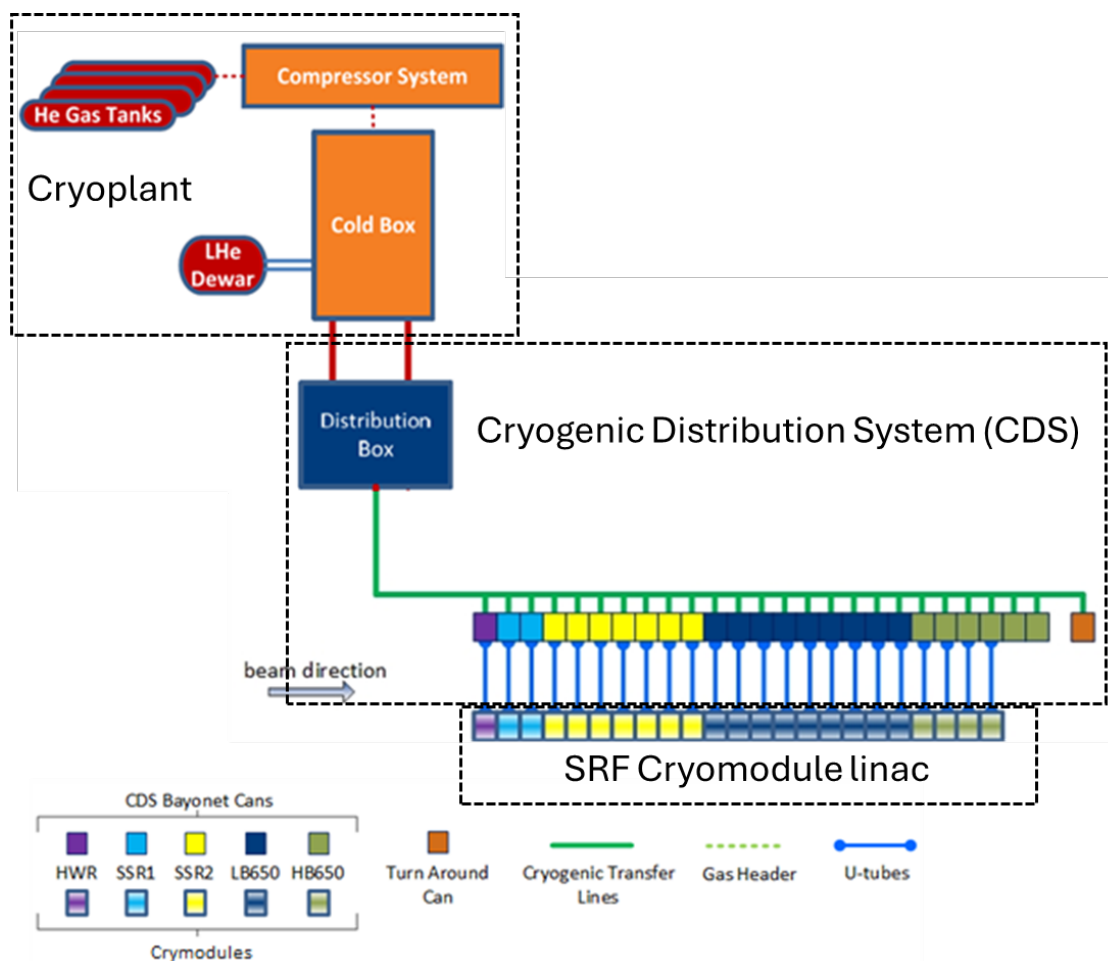 Compressor System
He Gas Tanks
Cryoplant
Cold Box
LHe
Dewar
Distribution
Box
Cryogenic Distribution System (CDS)
beam direction
SRF Cryomodule linac
CDS Bayonet Cans
HWR SSR1 SSR2 LB650 HB650
Crymodules
Turn Around
Can
Cryogenic Transfer
Lines
Gas Header
U-tubes